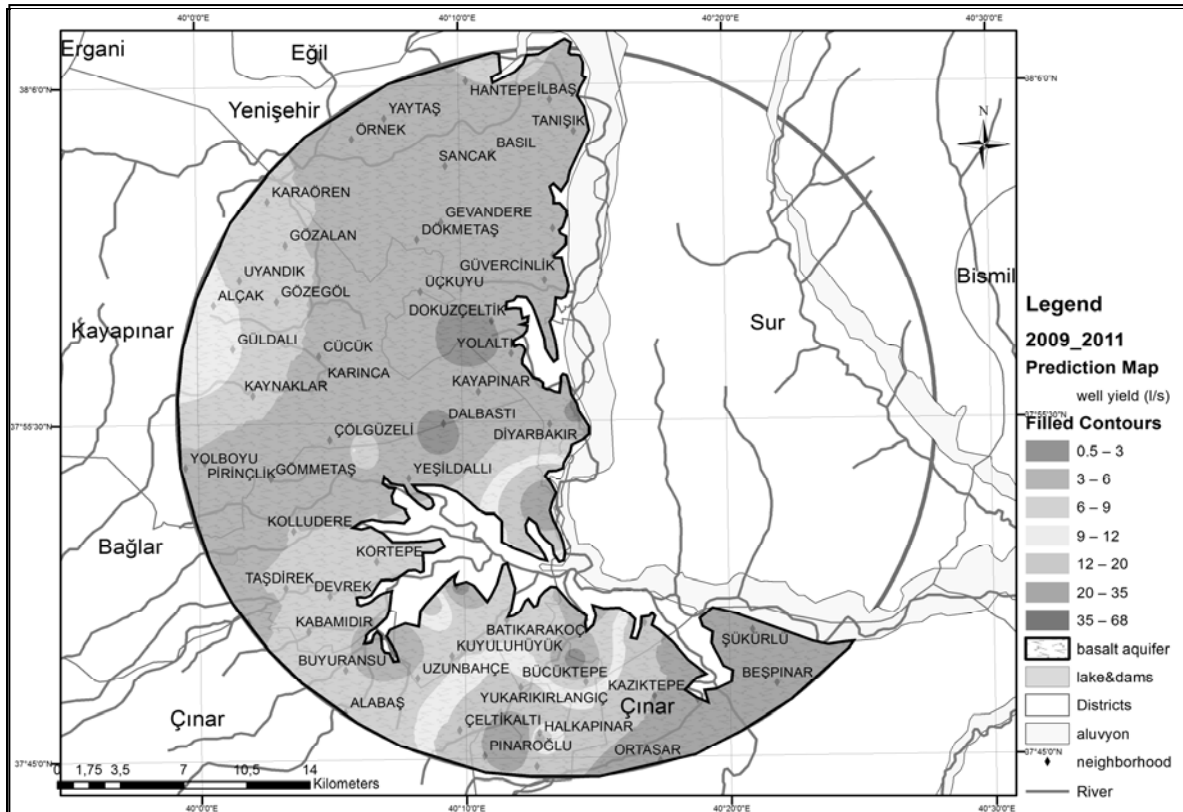 40°0'0"E
40°10'0"E
40°20'0"E
40°30'0"E
Ergani
Eğil
38°6'0"N
38°6'0"N
HANTEPE
İLBAŞ
Yenişehir
YAYTAŞ
N
TANIŞIK
ÖRNEK
BASIL
SANCAK
KARAÖREN
GEVANDERE
DÖKMETAŞ
GÖZALAN
GÜVERCİNLİK
UYANDIK
ÜÇKUYU
Bismil
ALÇAK
GÖZEGÖL
Legend
DOKUZÇELTİK
Sur
Kayapınar
2009_2011
GÜLDALI
CÜCÜK
YOLALTI
Prediction Map
KARINCA
KAYNAKLAR
KAYAPINAR
well yield (l/s)
DALBASTI
Filled Contours
37°55'30"N
37°55'30"N
ÇÖLGÜZELİ
DİYARBAKIR
0.5 – 3
YOLBOYU
PİRİNÇLİK
GÖMMETAŞ
YEŞİLDALLI
3 – 6
6 – 9
KOLLUDERE
9 – 12
Bağlar
KÖRTEPE
12 – 20
TAŞDİREK
DEVREK
20 – 35
35 – 68
KABAMIDIR
BATIKARAKOÇ
ŞÜKÜRLÜ
KUYULUHÜYÜK
basalt aquifer
BUYURANSU
UZUNBAHÇE
BÜCÜKTEPE
BEŞPINAR
lake&dams
KAZIKTEPE
ALABAŞ
YUKARIKIRLANGIÇ
Districts
Çınar
ÇELTİKALTI
HALKAPINAR
Çınar
aluvyon
PINAROĞLU
ORTASAR
37°45'0"N
37°45'0"N
neighborhood
0 1,75 3,5 7 10,5 14
Kilometers
River
40°0'0"E
40°10'0"E
40°20'0"E
40°30'0"E